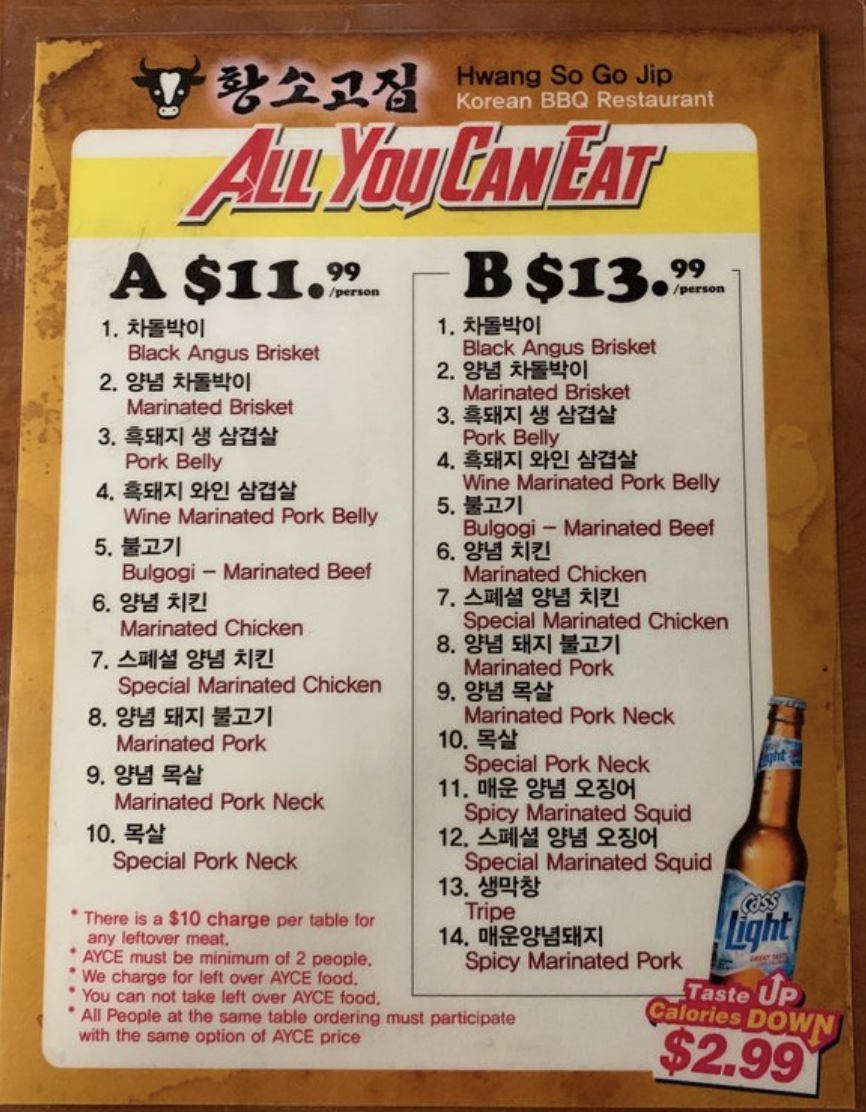 황소고집
Hwang So Go Jip
Korean BBQ Restaurant
ALL YOU CAN EAT
A $11.99 /person
1. 차돌박이
Black Angus Brisket
2. 양념 차돌박이
Marinated Brisket
3. 흑돼지 생 삼겹살
Pork Belly
4. 흑돼지 와인 삼겹살
Wine Marinated Pork Belly
5. 불고기
Bulgogi – Marinated Beef
6. 양념 치킨
Marinated Chicken
7. 스폐셜 양념 치킨
Special Marinated Chicken
8. 양념 돼지 불고기
Marinated Pork
9. 양념 목살
Marinated Pork Neck
10. 목살
Special Pork Neck
* There is a $10 charge per table for
any leftover meat.
* AYCE must be minimum of 2 people.
* We charge for left over AYCE food.
* You can not take left over AYCE food.
* All People at the same table ordering must participate
with the same option of AYCE price
B $13.99 /person
1. 차돌박이
Black Angus Brisket
2. 양념 차돌박이
Marinated Brisket
3. 흑돼지 생 삼겹살
Pork Belly
4. 흑돼지 와인 삼겹살
Wine Marinated Pork Belly
5. 불고기
Bulgogi – Marinated Beef
6. 양념 치킨
Marinated Chicken
7. 스폐셜 양념 치킨
Special Marinated Chicken
8. 양념 돼지 불고기
Marinated Pork
9. 양념 목살
Marinated Pork Neck
10. 목살
Special Pork Neck
11. 매운 양념 오징어
Spicy Marinated Squid
12. 스폐셜 양념 오징어
Special Marinated Squid
13. 생막창
Tripe
14. 매운양념돼지
Spicy Marinated Pork
Light
Cass
Light
GREAT TASTE
Taste UP
Calories DOWN
$2.99